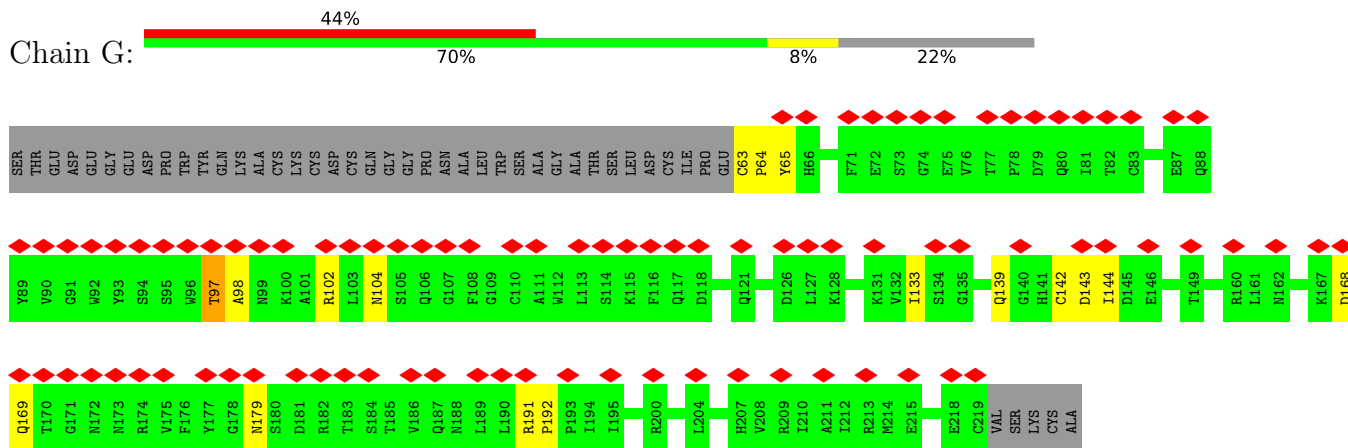 44%
Chain G:
70% 8% 22%
SER THR GLU ASP GLU GLY GLU ASP PRO TRP TYR GLN LYS ALA CYS LYS CYS ASP CYS GLN GLY GLY PRO ASN ALA LEU TRP SER ALA GLY ALA THR SER LEU ASP CYS ILE PRO GLU C63 P64 Y65 H66 F71 E72 S73 G74 E75 V76 T77 P78 D79 Q80 I81 T82 C83 E87 Q88
Y89 V90 G91 W92 Y93 S94 S95 W96 T97 A98 N99 K100 A101 R102 L103 N104 S105 Q106 G107 F108 G109 C110 A111 W112 L113 S114 K115 F116 Q117 D118 Q121 D126 L127 K128 K131 V132 I133 S134 G135 Q139 G140 H141 C142 D143 I144 D145 E146 T149 R160 L161 N162 K167 D168
Q169 T170 G171 N172 N173 R174 V175 F176 Y177 G178 N179 S180 D181 R182 T183 S184 T185 V186 Q187 N188 L189 L190 R191 P192 P193 I194 I195 R200 L204 H207 V208 R209 I210 A211 I212 R213 M214 E215 E218 C219 VAL SER LYS CYS ALA